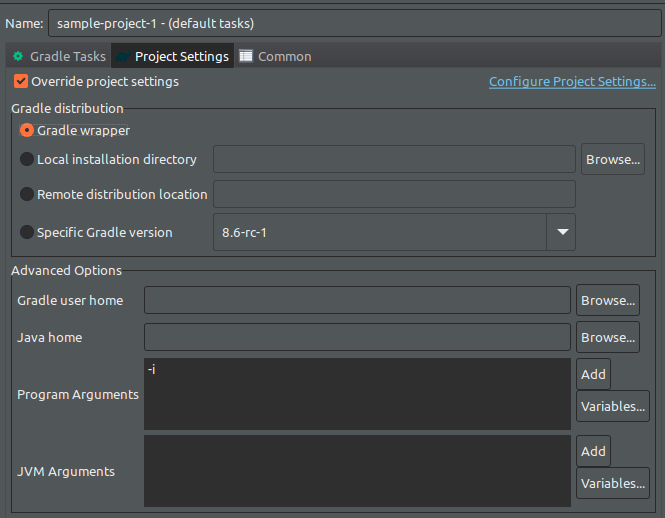 Name: sample-project-1 - (default tasks)
Gradle Tasks Project Settings Common
Override project settings Configure Project Settings...
Gradle distribution
Gradle wrapper
Local installation directory Browse...
Remote distribution location
Specific Gradle version 8.6-rc-1
Advanced Options
Gradle user home Browse...
Java home Browse...
-i
Add
Program Arguments
Variables...
Add
JVM Arguments
Variables...